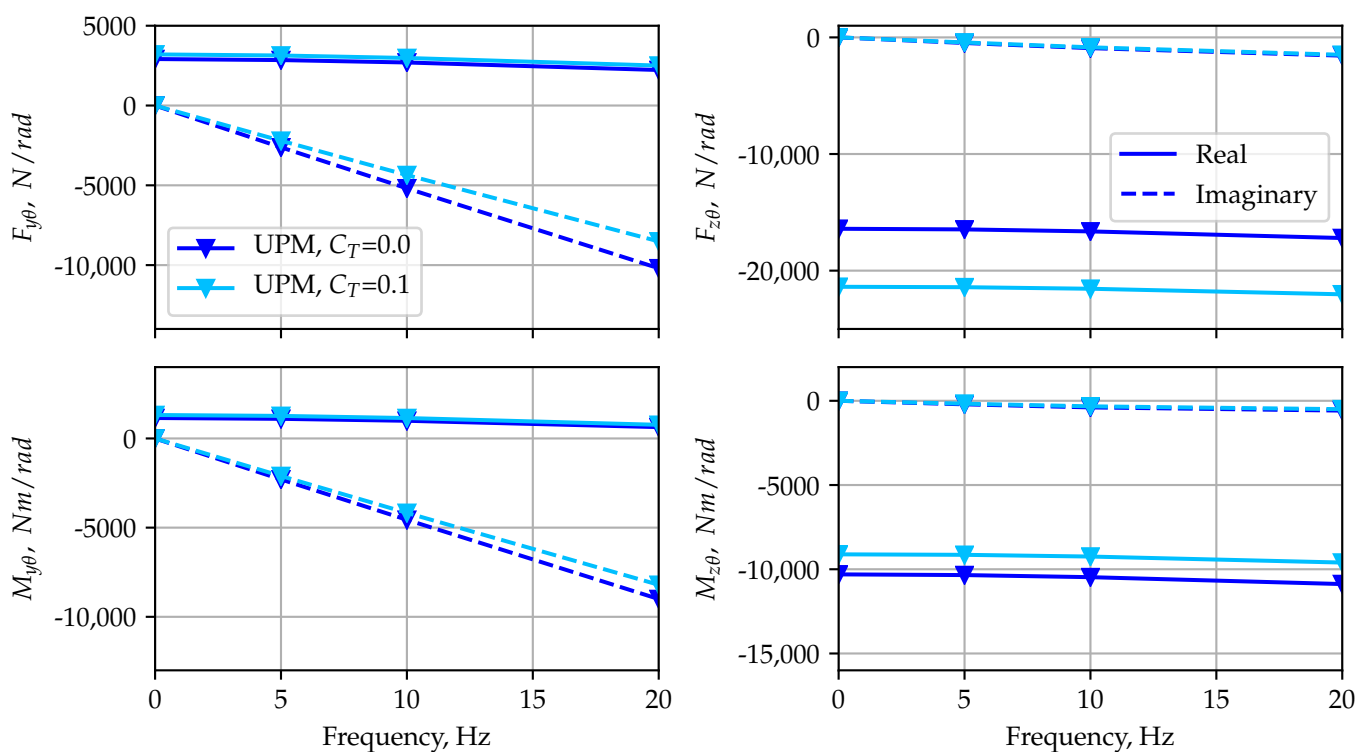 5000
0
-5000
-10,000
F_yθ, N/rad
UPM, C_T=0.0
UPM, C_T=0.1
0
-10,000
-20,000
F_zθ, N/rad
Real
Imaginary
0
-5000
-10,000
M_yθ, Nm/rad
0 5 10 15 20
Frequency, Hz
0
-5000
-10,000
-15,000
M_zθ, Nm/rad
0 5 10 15 20
Frequency, Hz